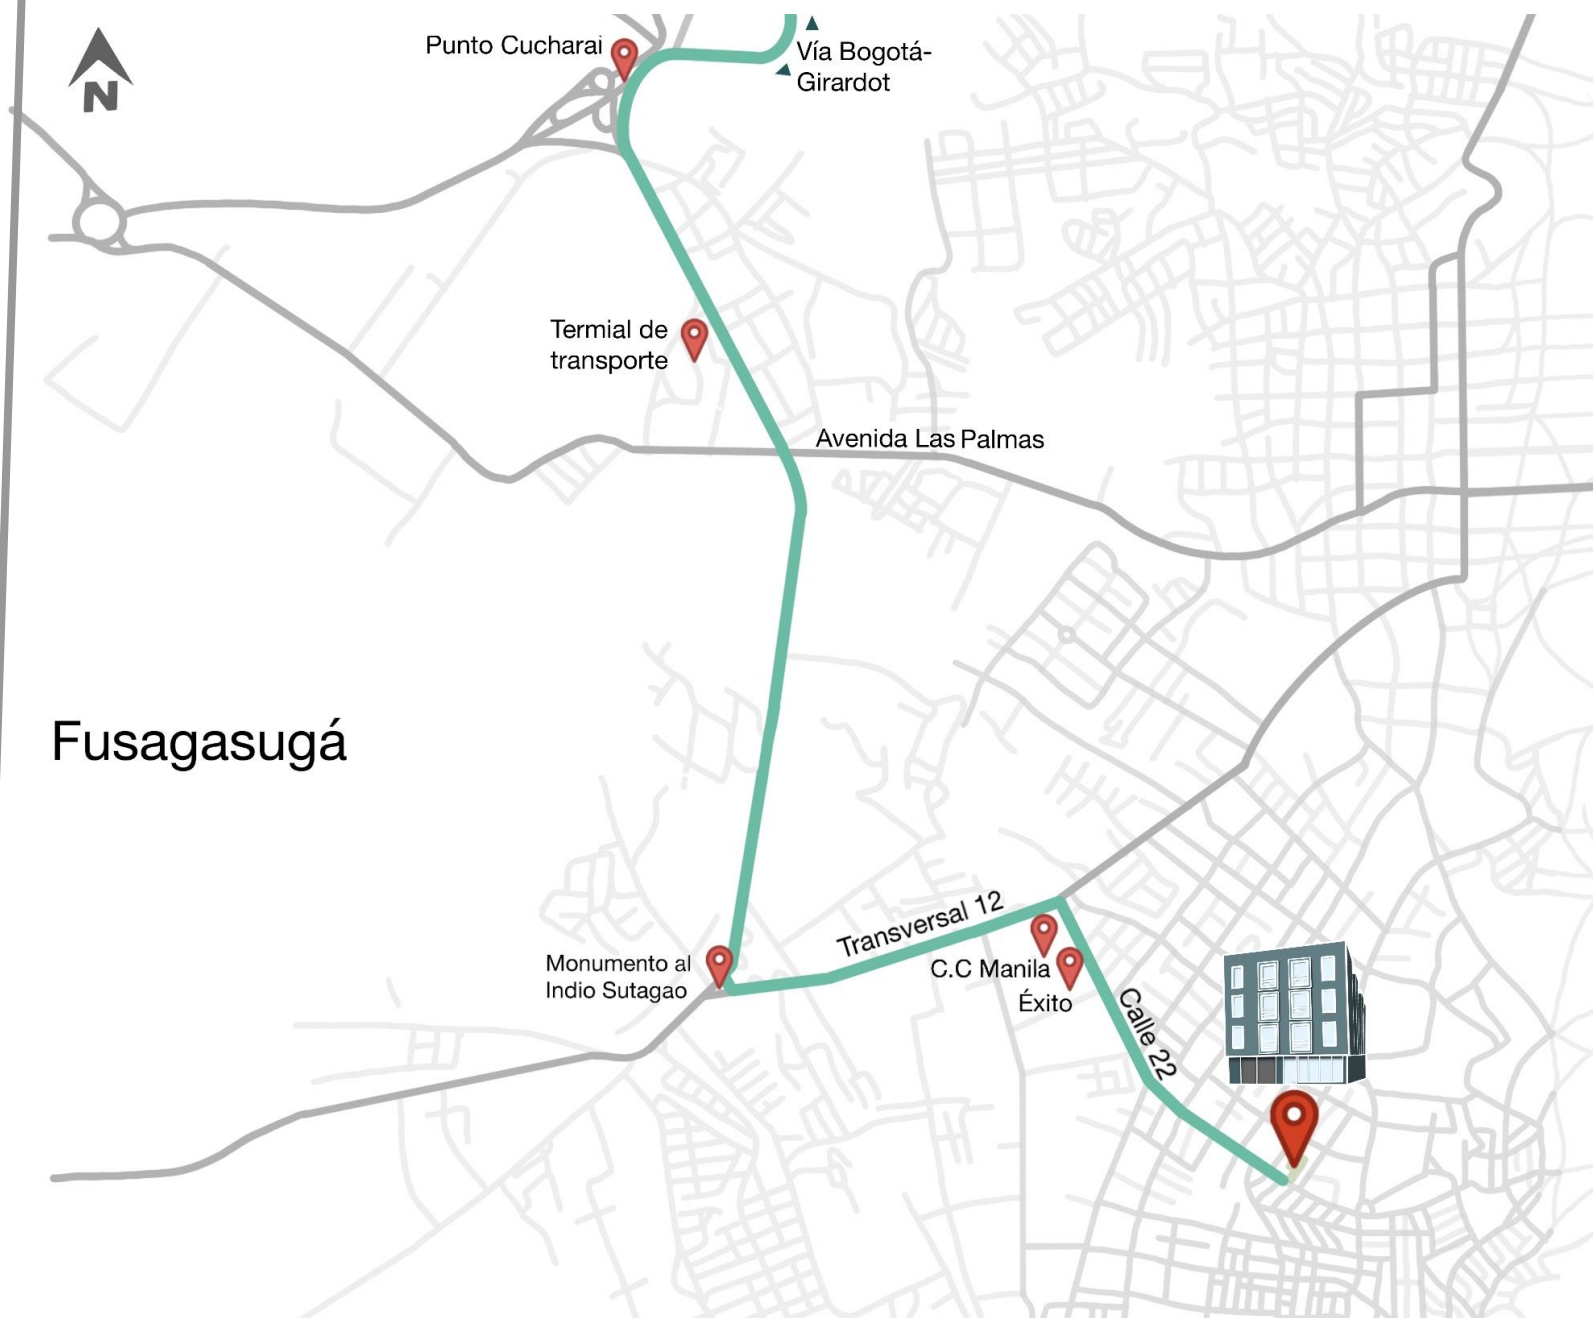 N
Punto Cucharai
Vía Bogotá-
Girardot
Termial de
transporte
Avenida Las Palmas
Fusagasugá
Transversal 12
Monumento al
Indio Sutagao
C.C Manila
Éxito
Calle 22